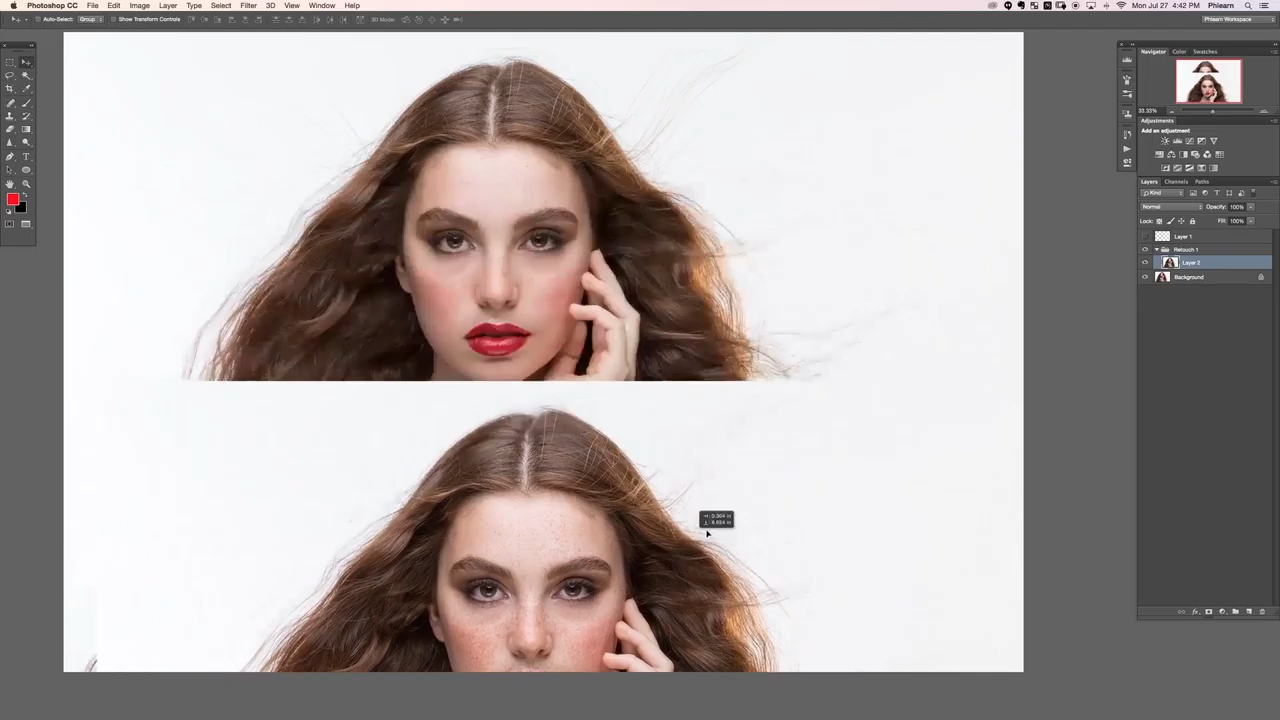 Photoshop CC File Edit Image Layer Type Select Filter 3D View Window Help
Mon Jul 27 4:42 PM Phlearn
Auto-Select: Group Show Transform Controls 3D Mode: Phlearn Workspace
Navigator Color Swatches
33.33%
Adjustments
Add an adjustment
Layers Channels Paths
Kind
Normal Opacity: 100%
Lock: Fill: 100%
Layer 1
Retouch 1
Layer 2
Background